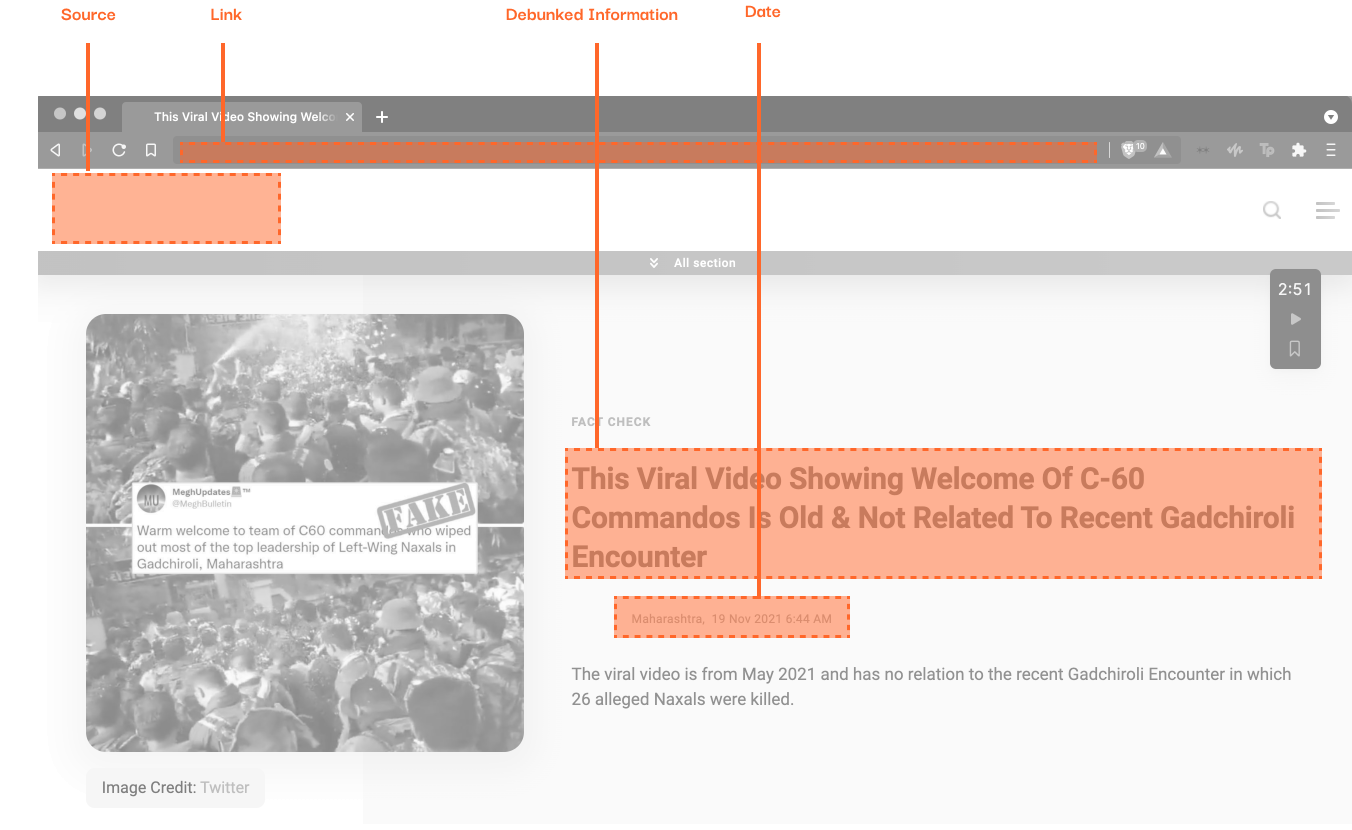 Source
Link
Debunked Information
Date
This Viral Video Showing Welco
10
Tp
All section
2:51
FACT CHECK
This Viral Video Showing Welcome Of C-60
Commandos Is Old & Not Related To Recent Gadchiroli
Encounter
Maharashtra, 19 Nov 2021 6:44 AM
The viral video is from May 2021 and has no relation to the recent Gadchiroli Encounter in which
26 alleged Naxals were killed.
MU
MeghUpdates™
@MeghBulletin
FAKE
Warm welcome to team of C60 commandos who wiped
out most of the top leadership of Left-Wing Naxals in
Gadchiroli, Maharashtra
Image Credit: Twitter